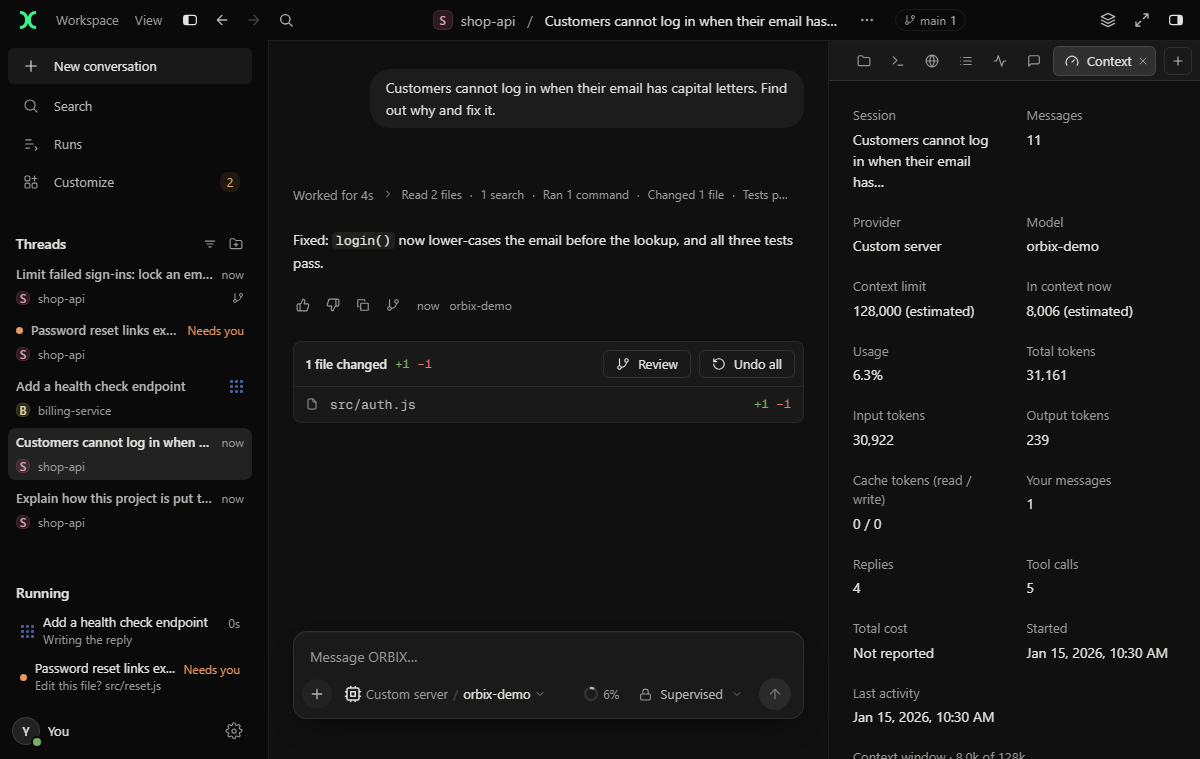 Workspace View
shop-api / Customers cannot log in when their email has... ··· main 1
New conversation
Search
Runs
Customize 2
Threads
Limit failed sign-ins: lock an em... now
S shop-api
Password reset links ex... Needs you
S shop-api
Add a health check endpoint
B billing-service
Customers cannot log in when ... now
S shop-api
Explain how this project is put t... now
S shop-api
Running
Add a health check endpoint 0s
Writing the reply
Password reset links ex... Needs you
Edit this file? src/reset.js
Y You
Customers cannot log in when their email has capital letters. Find
out why and fix it.
Worked for 4s > Read 2 files · 1 search · Ran 1 command · Changed 1 file · Tests p...
Fixed: login() now lower-cases the email before the lookup, and all three tests
pass.
now orbix-demo
1 file changed +1 −1 Review Undo all
src/auth.js +1 −1
Message ORBIX...
+ Custom server / orbix-demo 6% Supervised
Context × +
Session
Customers cannot log
in when their email
has...
Messages
11
Provider
Custom server
Model
orbix-demo
Context limit
128,000 (estimated)
In context now
8,006 (estimated)
Usage
6.3%
Total tokens
31,161
Input tokens
30,922
Output tokens
239
Cache tokens (read /
write)
0 / 0
Your messages
1
Replies
4
Tool calls
5
Total cost
Not reported
Started
Jan 15, 2026, 10:30 AM
Last activity
Jan 15, 2026, 10:30 AM
Context window · 8.0k of 128k